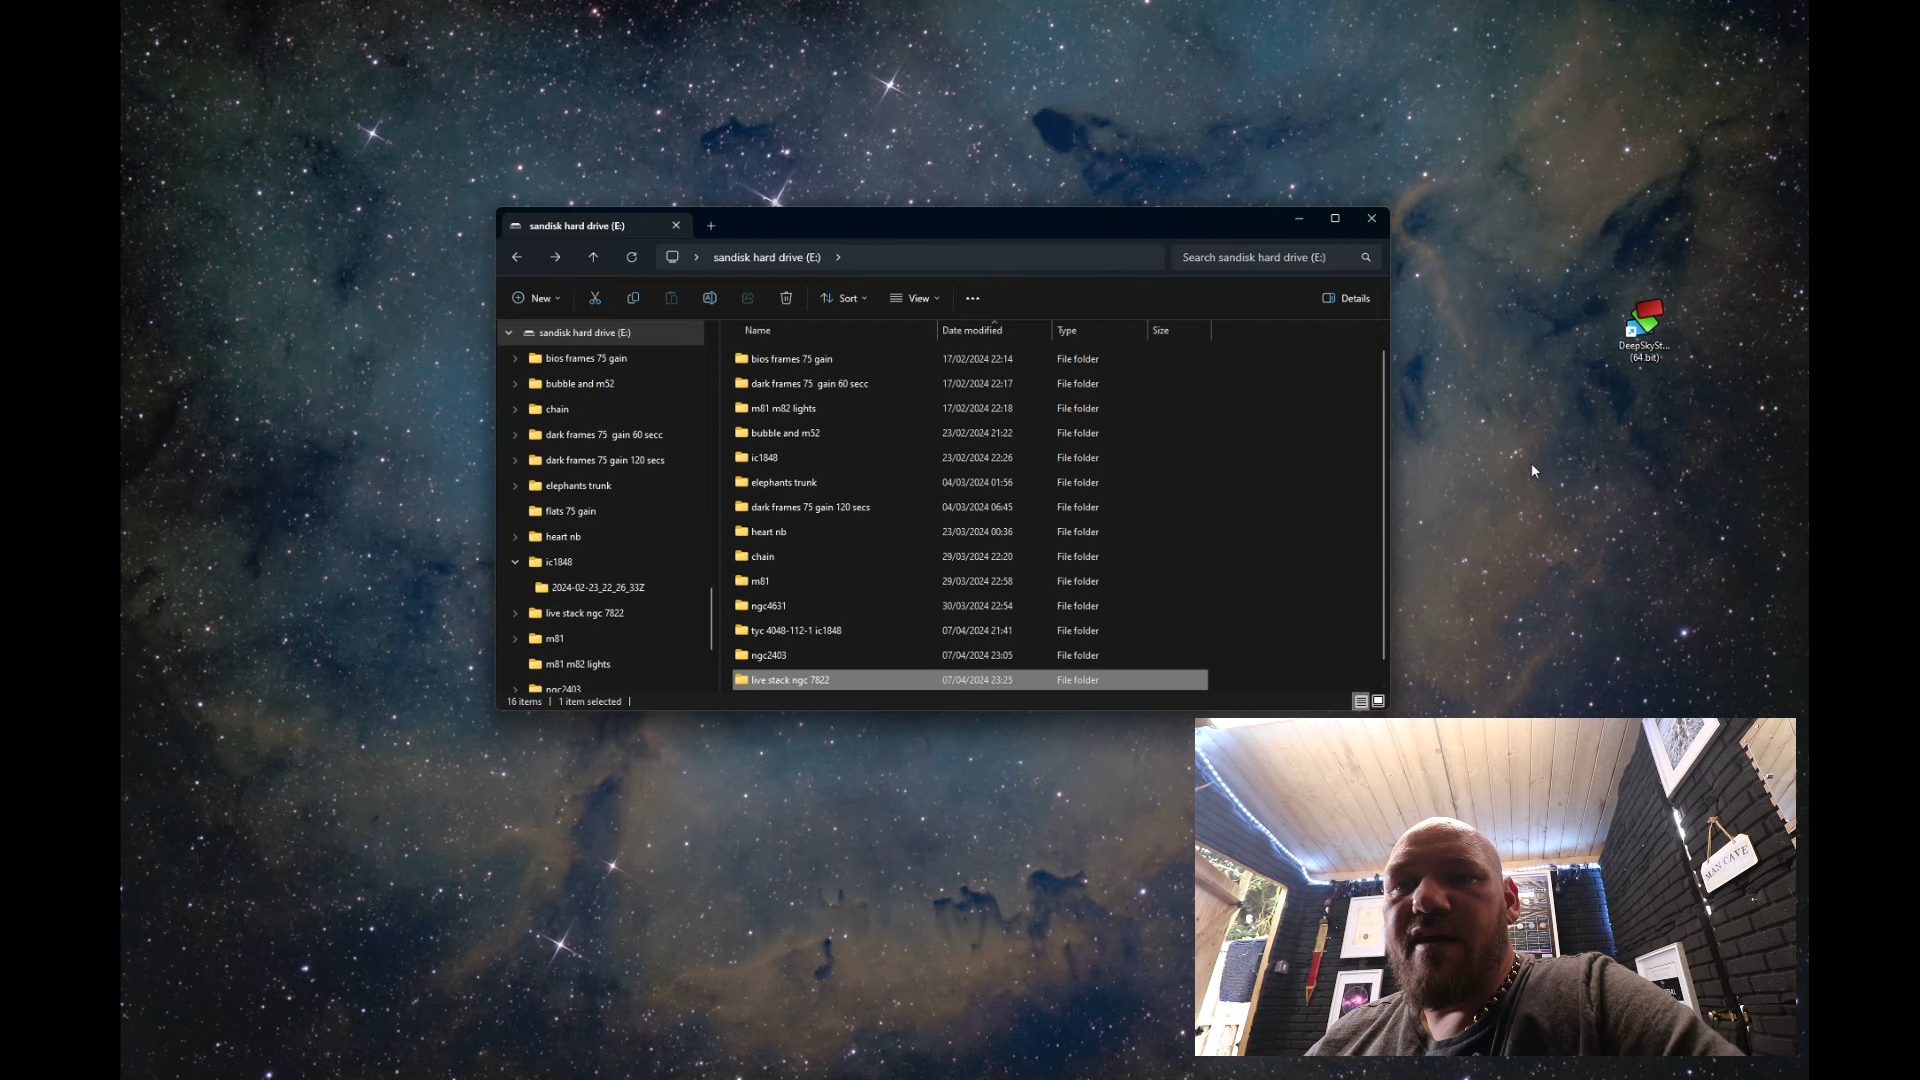 sandisk hard drive (E:)
sandisk hard drive (E:)
Search sandisk hard drive (E:)
New
Sort
View
Details
sandisk hard drive (E:)
bios frames 75 gain
bubble and m52
chain
dark frames 75 gain 60 secc
dark frames 75 gain 120 secs
elephants trunk
flats 75 gain
heart nb
ic1848
2024-02-23_22_26_33Z
live stack ngc 7822
m81
m81 m82 lights
ngc2403
Name Date modified Type Size
bios frames 75 gain 17/02/2024 22:14 File folder
dark frames 75 gain 60 secc 17/02/2024 22:17 File folder
m81 m82 lights 17/02/2024 22:18 File folder
bubble and m52 23/02/2024 21:22 File folder
ic1848 23/02/2024 22:26 File folder
elephants trunk 04/03/2024 01:56 File folder
dark frames 75 gain 120 secs 04/03/2024 06:45 File folder
heart nb 23/03/2024 00:36 File folder
chain 29/03/2024 22:20 File folder
m81 29/03/2024 22:58 File folder
ngc4631 30/03/2024 22:54 File folder
tyc 4048-112-1 ic1848 07/04/2024 21:41 File folder
ngc2403 07/04/2024 23:05 File folder
live stack ngc 7822 07/04/2024 23:25 File folder
16 items 1 item selected
DeepSkySt...
(64 bit)
MAN CAVE